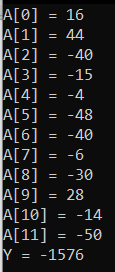 A[0] = 16
A[1] = 44
A[2] = -40
A[3] = -15
A[4] = -4
A[5] = -48
A[6] = -40
A[7] = -6
A[8] = -30
A[9] = 28
A[10] = -14
A[11] = -50
Y = -1576